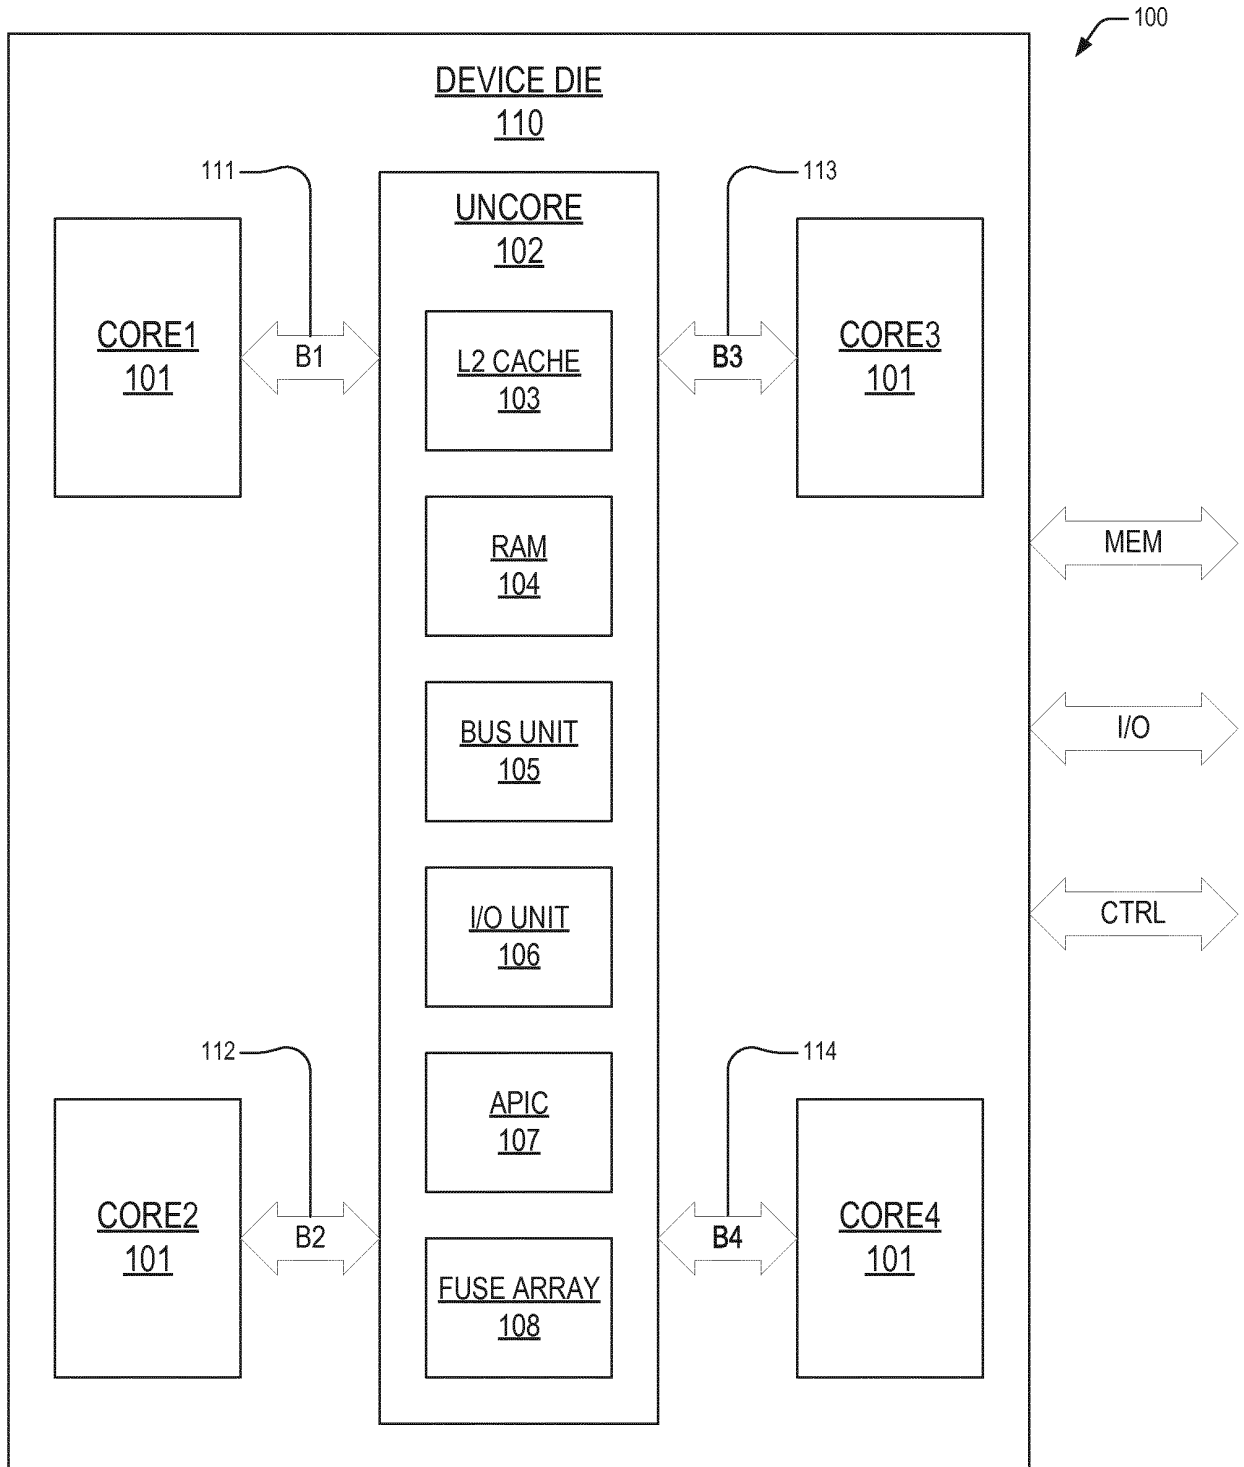 100
DEVICE DIE
110
111
113
UNCORE
102
CORE1
101
B1
L2 CACHE
103
B3
CORE3
101
RAM
104
MEM
BUS UNIT
105
I/O
I/O UNIT
106
CTRL
112
114
APIC
107
CORE2
101
B2
B4
CORE4
101
FUSE ARRAY
108